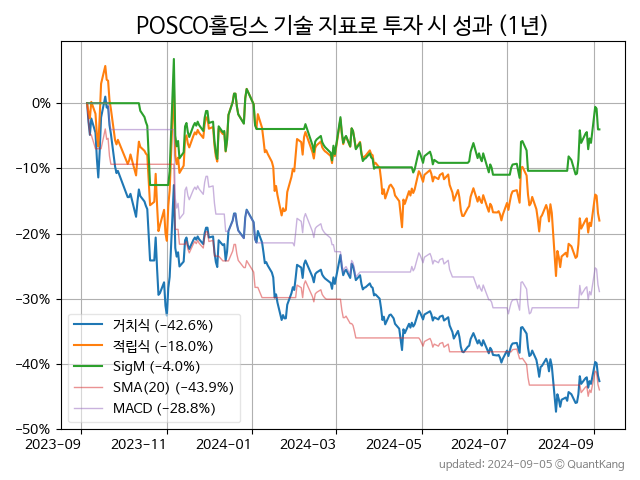 POSCO홀딩스 기술 지표로 투자 시 성과 (1년)
0%
−10%
−20%
−30%
−40%
−50%
거치식 (−42.6%)
적립식 (−18.0%)
SigM (−4.0%)
SMA(20) (−43.9%)
MACD (−28.8%)
2023-09
2023-11
2024-01
2024-03
2024-05
2024-07
2024-09
updated: 2024-09-05 © QuantKang